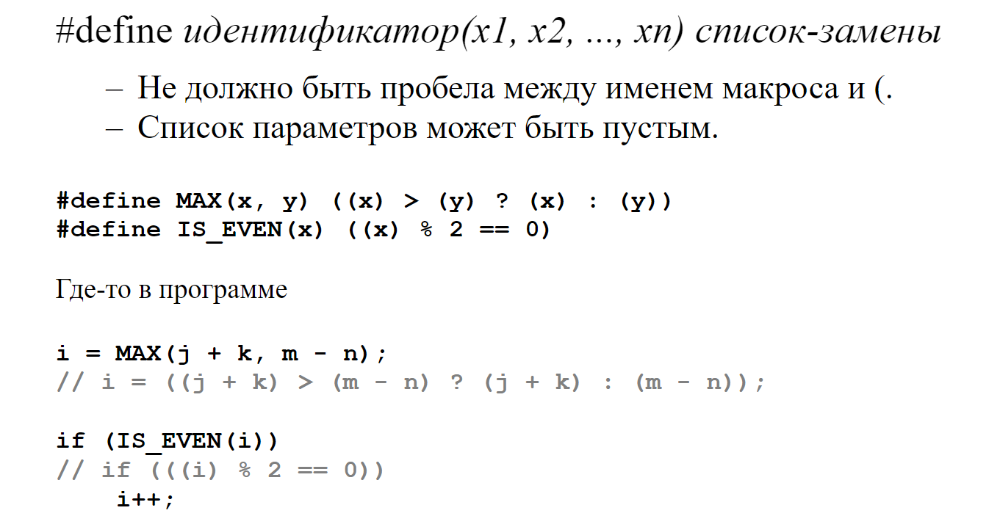 #define идентификатор(x1, x2, ..., xn) список-замены
– Не должно быть пробела между именем макроса и (.
– Список параметров может быть пустым.
#define MAX(x, y) ((x) > (y) ? (x) : (y))
#define IS_EVEN(x) ((x) % 2 == 0)
Где-то в программе
i = MAX(j + k, m - n);
// i = ((j + k) > (m - n) ? (j + k) : (m - n));
if (IS_EVEN(i))
// if (((i) % 2 == 0))
i++;